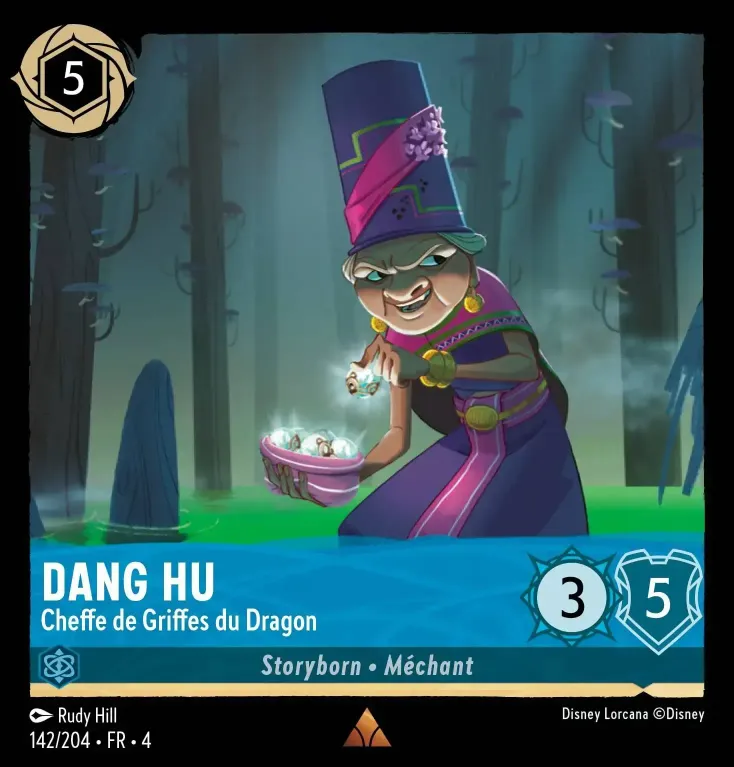 5
DANG HU
Cheffe de Griffes du Dragon
3
5
Storyborn • Méchant
Rudy Hill
Disney Lorcana ©Disney
142/204 • FR • 4